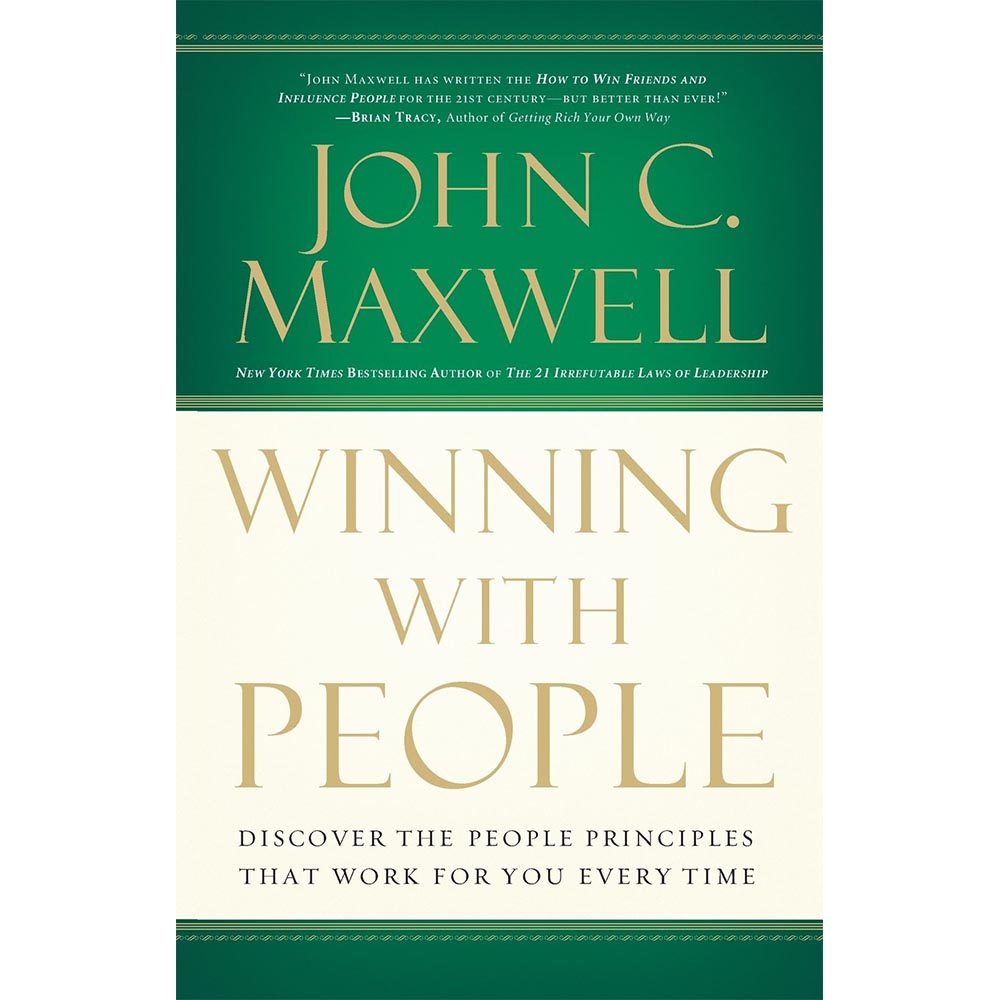 “JOHN MAXWELL HAS WRITTEN THE HOW TO WIN FRIENDS AND
INFLUENCE PEOPLE FOR THE 21ST CENTURY—BUT BETTER THAN EVER!”
—BRIAN TRACY, Author of Getting Rich Your Own Way
JOHN C.
MAXWELL
NEW YORK TIMES BESTSELLING AUTHOR OF THE 21 IRREFUTABLE LAWS OF LEADERSHIP
WINNING
WITH
PEOPLE
DISCOVER THE PEOPLE PRINCIPLES
THAT WORK FOR YOU EVERY TIME